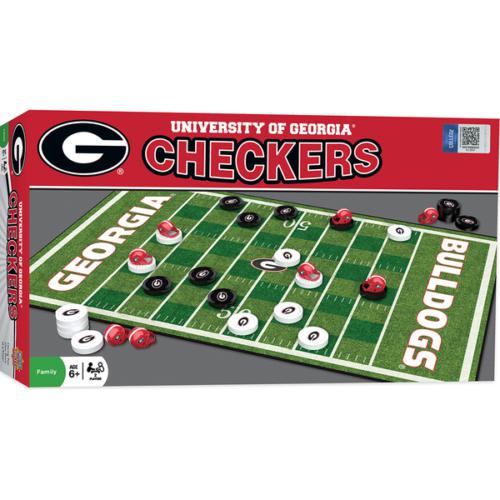 G
®
UNIVERSITY OF GEORGIA®
CHECKERS
UNIVERSITY OF GEORGIA®
CHECKERS
GEORGIA
50
G
BULLDOGS
®
Family
AGE
6+
2